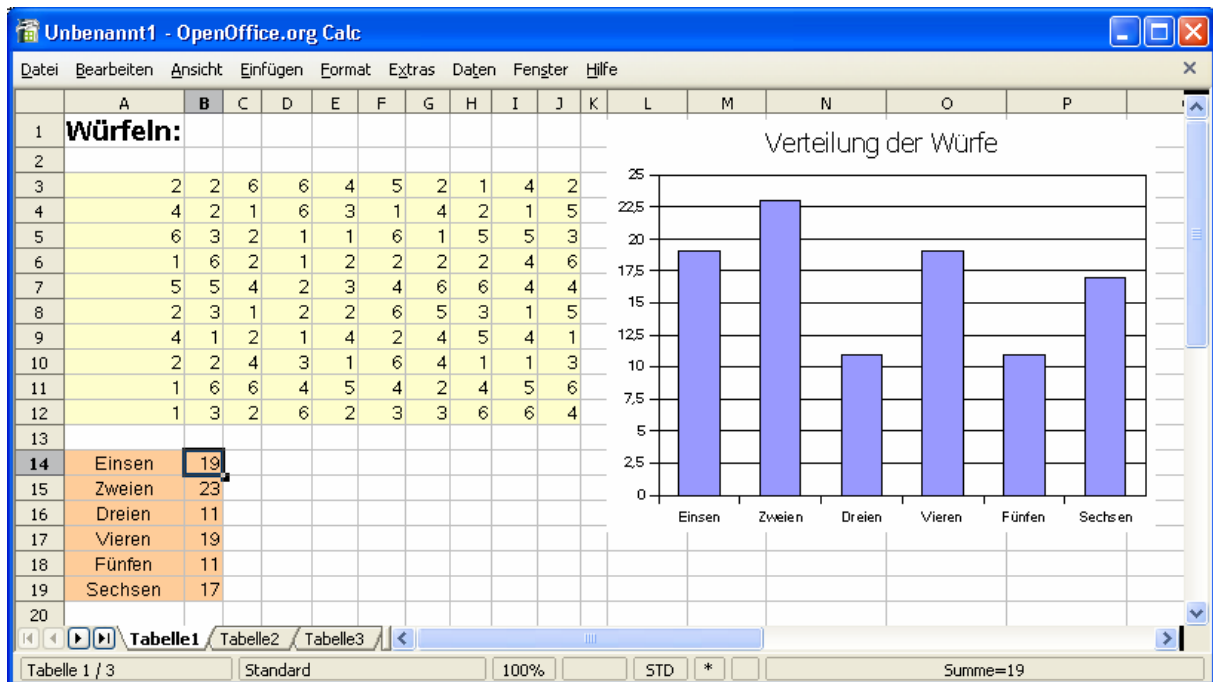 Unbenannt1 - OpenOffice.org Calc
Datei Bearbeiten Ansicht Einfügen Format Extras Daten Fenster Hilfe
A B C D E F G H I J K L M N O P
1 Würfeln:
2
3 2 2 6 6 4 5 2 1 4 2
4 4 2 1 6 3 1 4 2 1 5
5 6 3 2 1 1 6 1 5 5 3
6 1 6 2 1 2 2 2 2 4 6
7 5 5 4 2 3 4 6 6 4 4
8 2 3 1 2 2 6 5 3 1 5
9 4 1 2 1 4 2 4 5 4 1
10 2 2 4 3 1 6 4 1 1 3
11 1 6 6 4 5 4 2 4 5 6
12 1 3 2 6 2 3 3 6 6 4
13
14 Einsen 19
15 Zweien 23
16 Dreien 11
17 Vieren 19
18 Fünfen 11
19 Sechsen 17
20
Verteilung der Würfe
25
22,5
20
17,5
15
12,5
10
7,5
5
2,5
0
Einsen Zweien Dreien Vieren Fünfen Sechsen
Tabelle1 Tabelle2 Tabelle3
Tabelle 1 / 3 Standard 100% STD * Summe=19